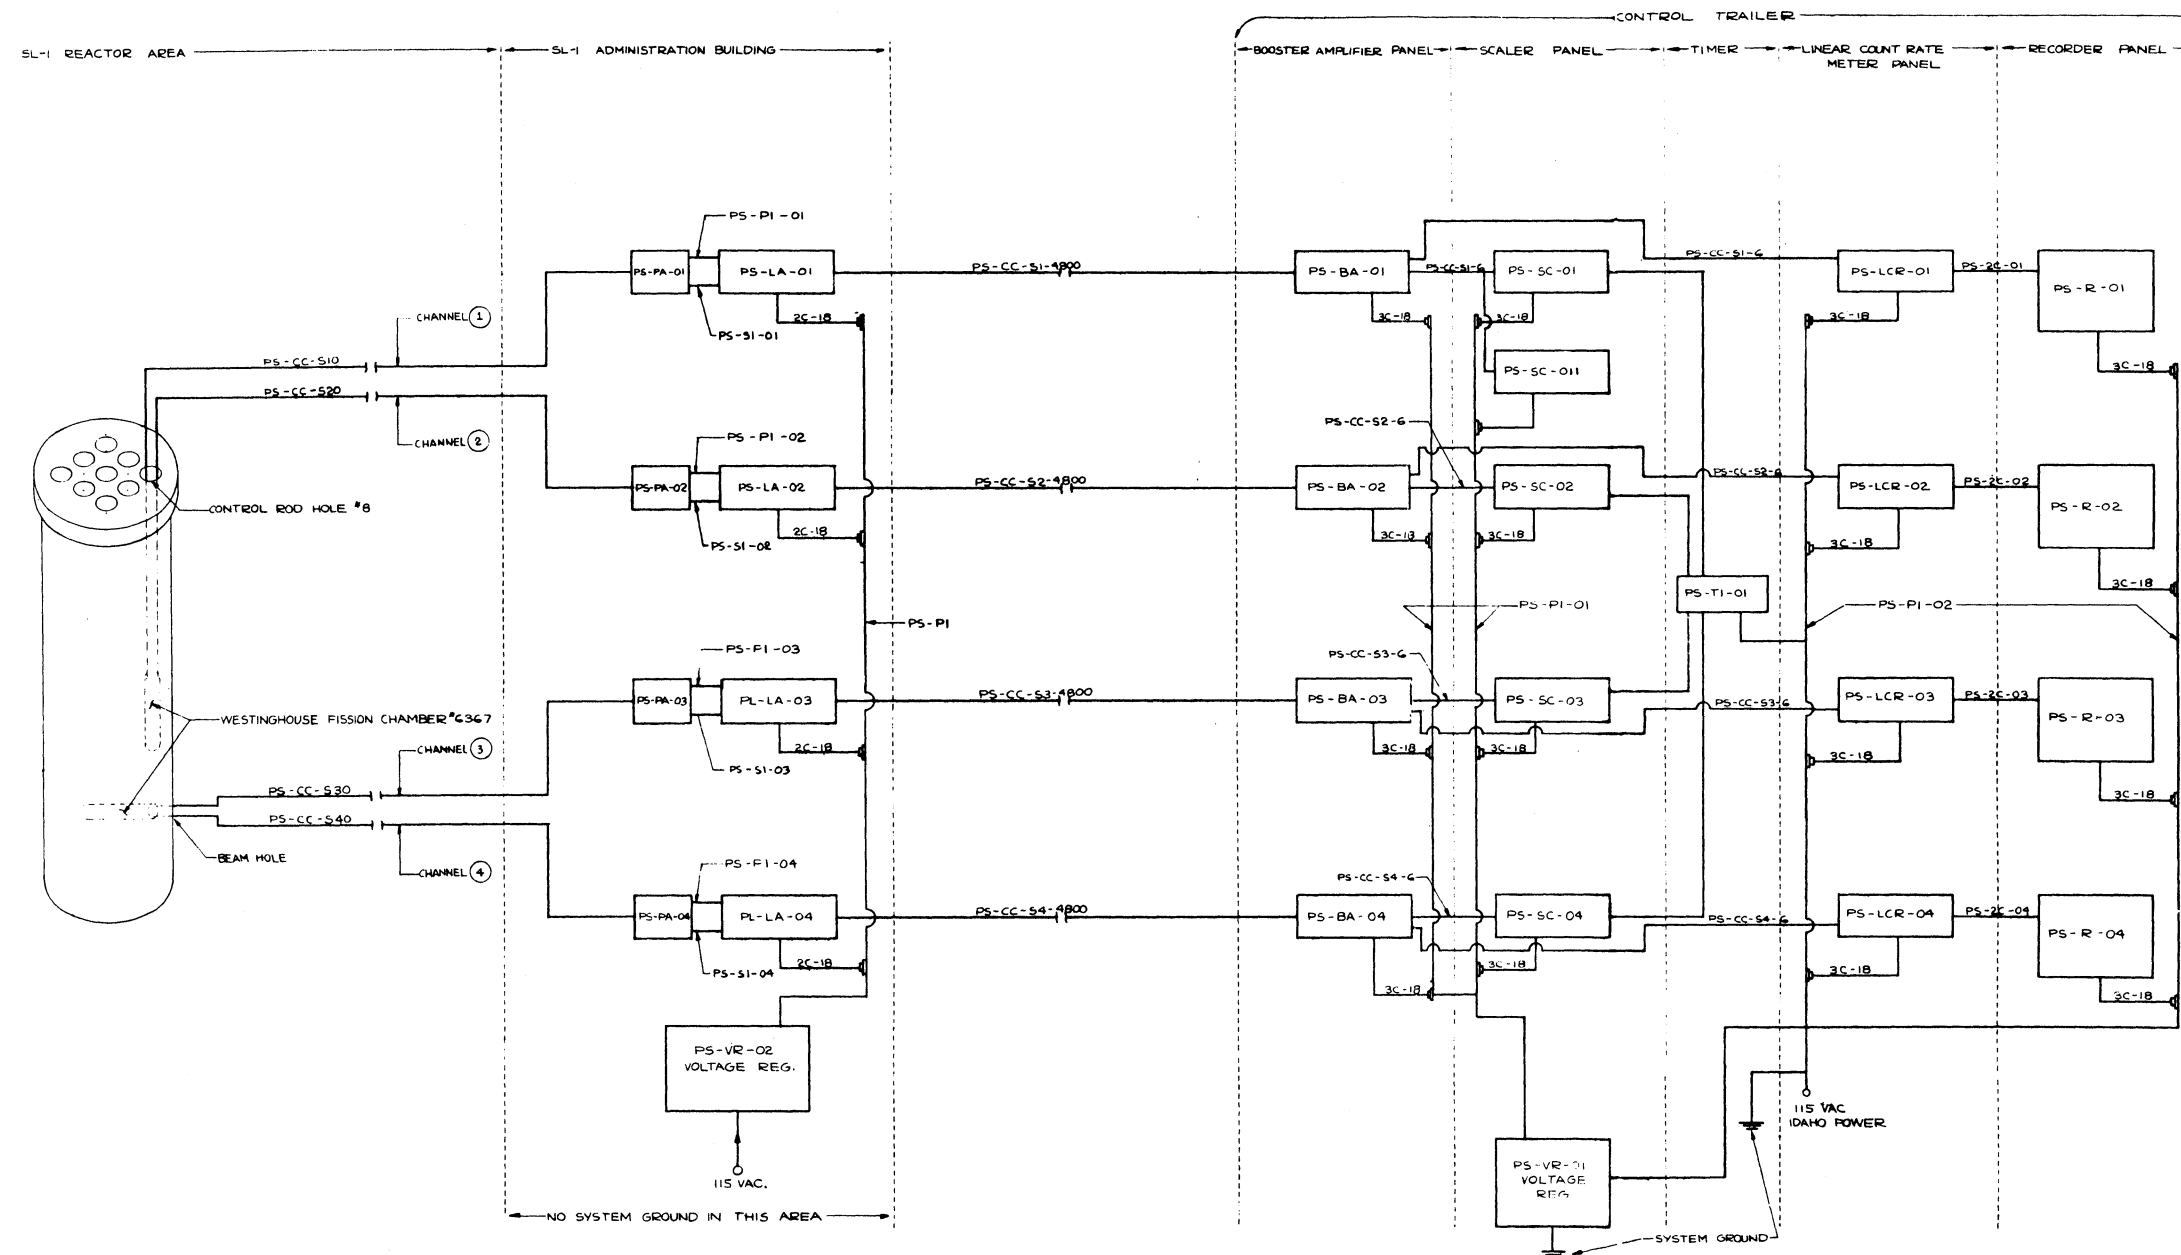 CONTROL TRAILER
SL-1 REACTOR AREA
SL-1 ADMINISTRATION BUILDING
BOOSTER AMPLIFIER PANEL
SCALER PANEL
TIMER
LINEAR COUNT RATE
METER PANEL
RECORDER PANEL
PS-P1-01
PS-PA-01
PS-LA-01
PS-CC-S1-4800
PS-BA-01
PS-CC-S1-6
PS-SC-01
PS-CC-S1-6
PS-LCR-01
PS-2C-01
PS-R-01
CHANNEL 1
PS-S1-01
2C-18
3C-18
3C-18
3C-18
3C-18
PS-CC-S10
PS-CC-S20
PS-SC-011
CHANNEL 2
PS-P1-02
PS-CC-S2-6
PS-PA-02
PS-LA-02
PS-CC-S2-4800
PS-BA-02
PS-SC-02
PS-CC-S2-6
PS-LCR-02
PS-2C-02
PS-R-02
CONTROL ROD HOLE #8
PS-S1-02
2C-18
3C-18
3C-18
3C-18
3C-18
PS-P1
PS-P1-01
PS-T1-01
PS-P1-02
PS-P1-03
PS-CC-S3-6
PS-PA-03
PL-LA-03
PS-CC-S3-4800
PS-BA-03
PS-SC-03
PS-CC-S3-6
PS-LCR-03
PS-2C-03
PS-R-03
WESTINGHOUSE FISSION CHAMBER #6367
CHANNEL 3
PS-S1-03
2C-18
3C-18
3C-18
3C-18
3C-18
PS-CC-S30
PS-CC-S40
BEAM HOLE
CHANNEL 4
PS-P1-04
PS-CC-S4-6
PS-PA-04
PL-LA-04
PS-CC-S4-4800
PS-BA-04
PS-SC-04
PS-CC-S4-6
PS-LCR-04
PS-2C-04
PS-R-04
PS-S1-04
2C-18
3C-18
3C-18
3C-18
3C-18
PS-VR-02
VOLTAGE REG.
115 VAC.
115 VAC
IDAHO POWER
PS-VR-01
VOLTAGE
REG
NO SYSTEM GROUND IN THIS AREA
SYSTEM GROUND